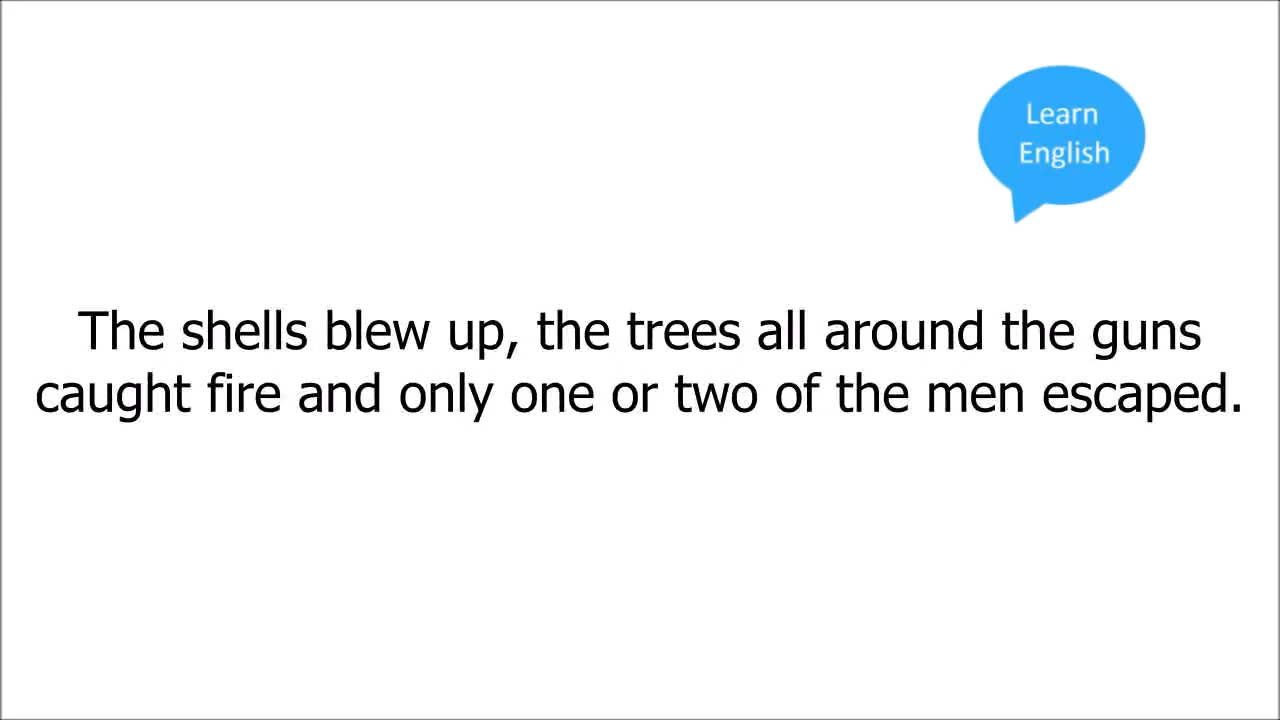 Learn
English
The shells blew up, the trees all around the guns
caught fire and only one or two of the men escaped.